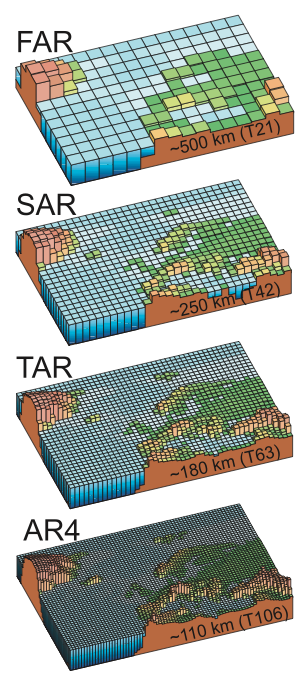 FAR
~500 km (T21)
SAR
~250 km (T42)
TAR
~180 km (T63)
AR4
~110 km (T106)